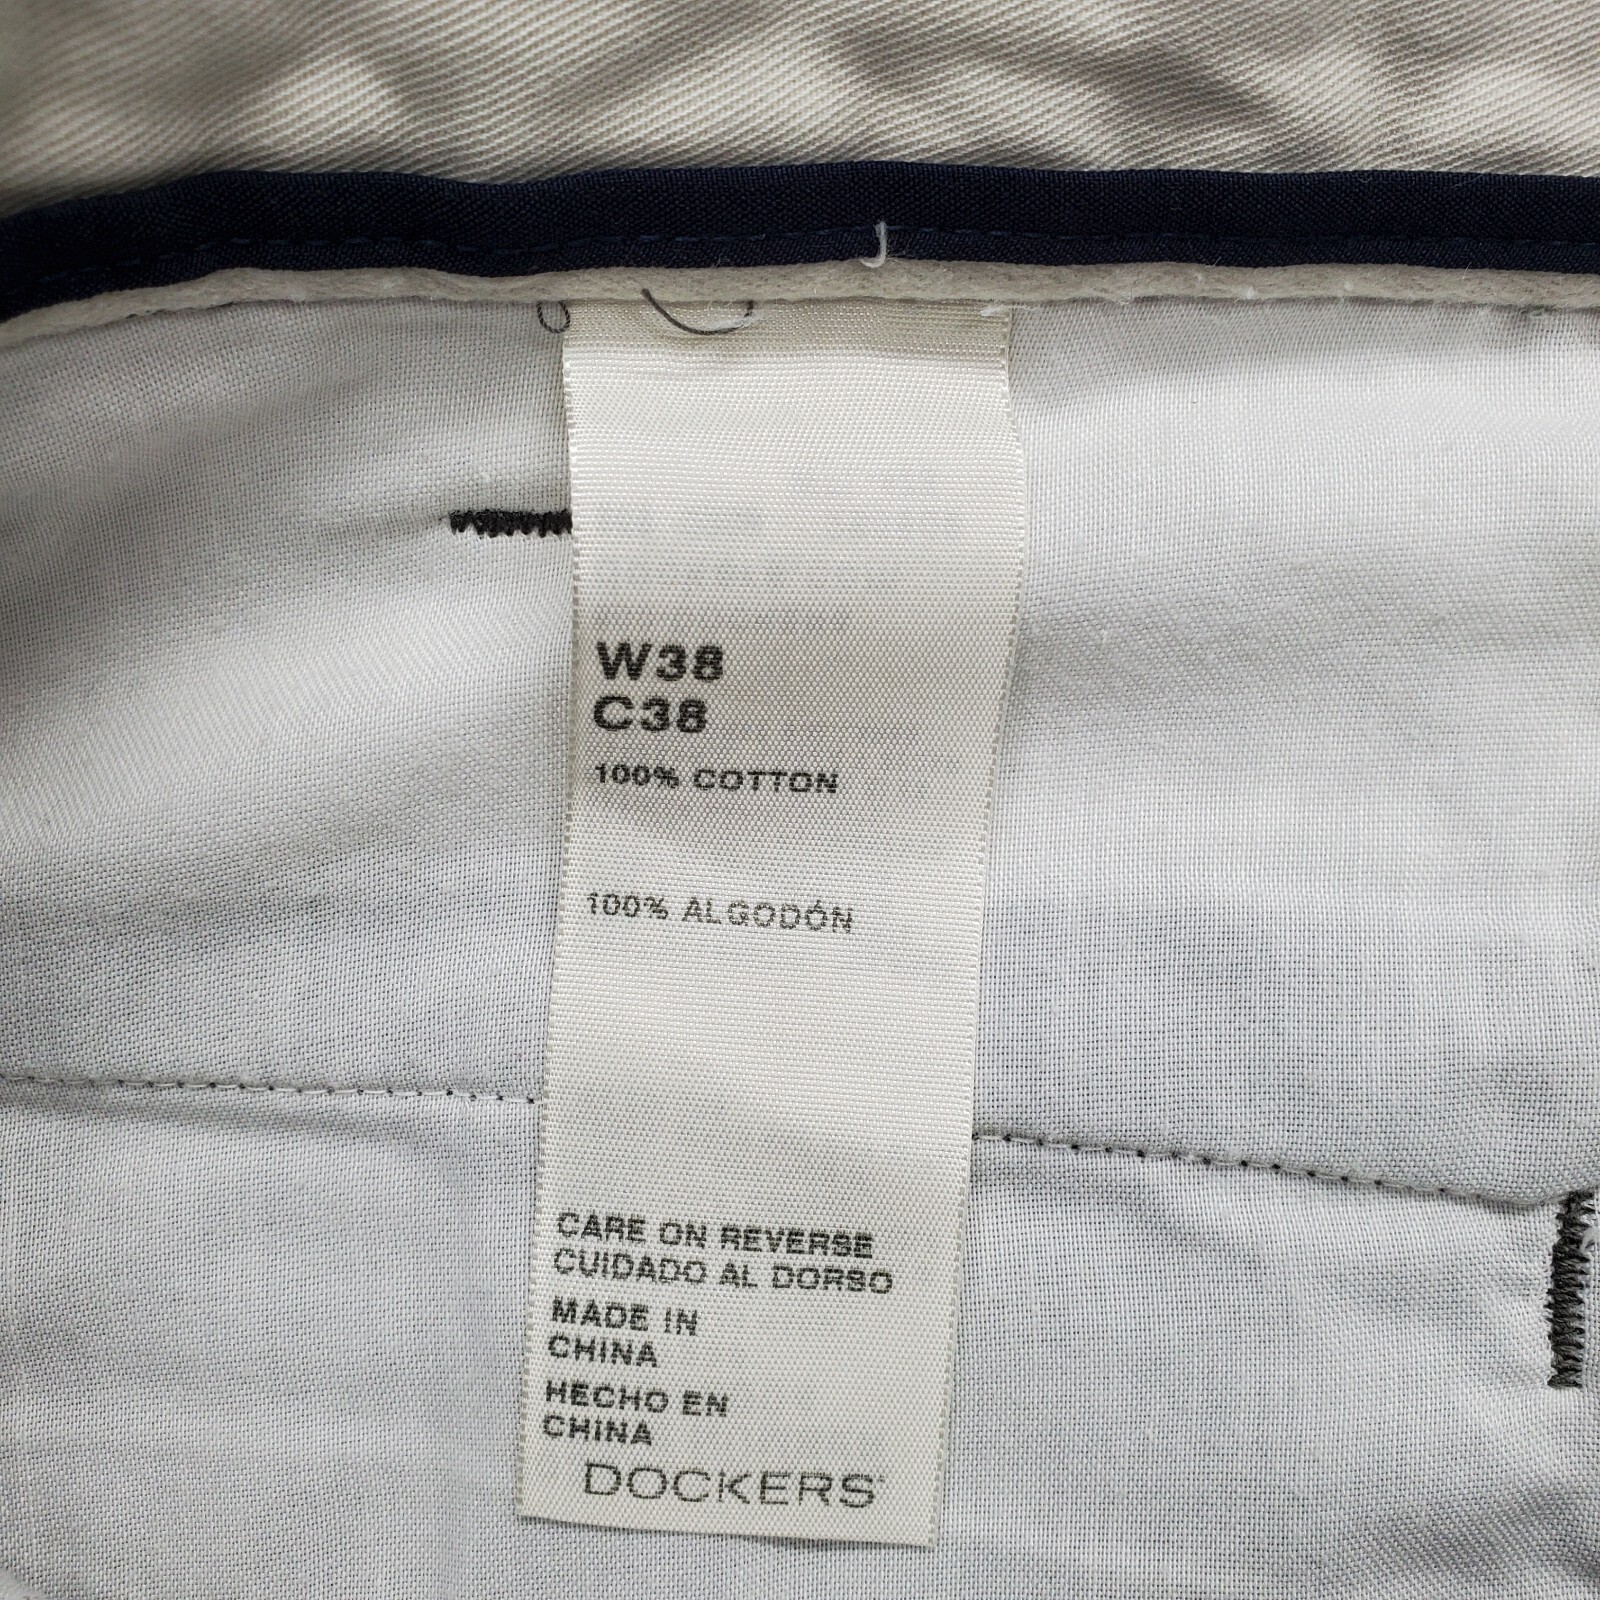 W38
C38
100% COTTON
100% ALGODÓN
CARE ON REVERSE
CUIDADO AL DORSO
MADE IN
CHINA
HECHO EN
CHINA
DOCKERS®